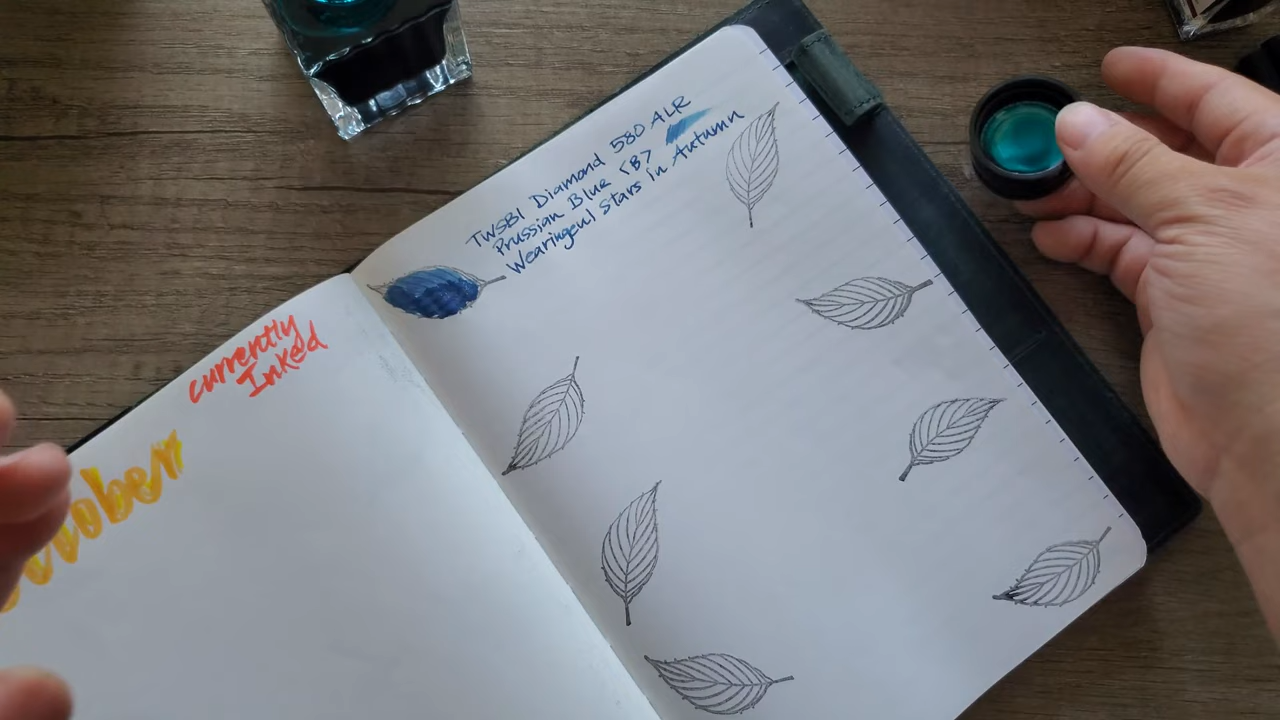 currently
Inked
TWSBI Diamond 580 ALR
Prussian Blue <B>
Wearingeul Stars in Autumn